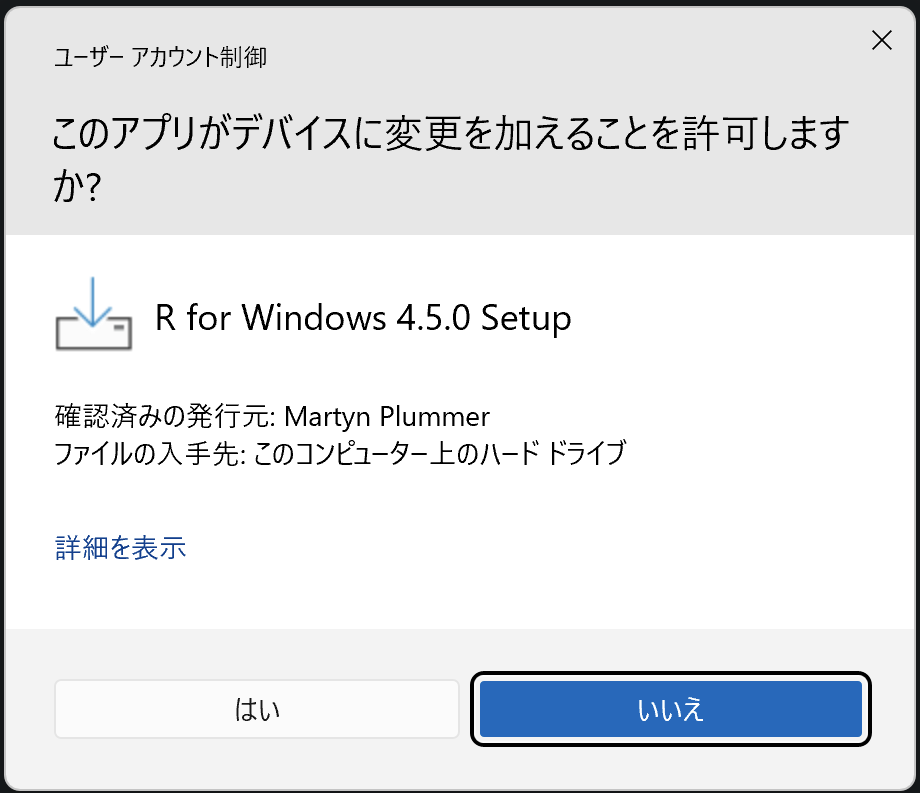 ユーザー アカウント制御
このアプリがデバイスに変更を加えることを許可します
か?
R for Windows 4.5.0 Setup
確認済みの発行元: Martyn Plummer
ファイルの入手先: このコンピューター上のハード ドライブ
詳細を表示
はい
いいえ